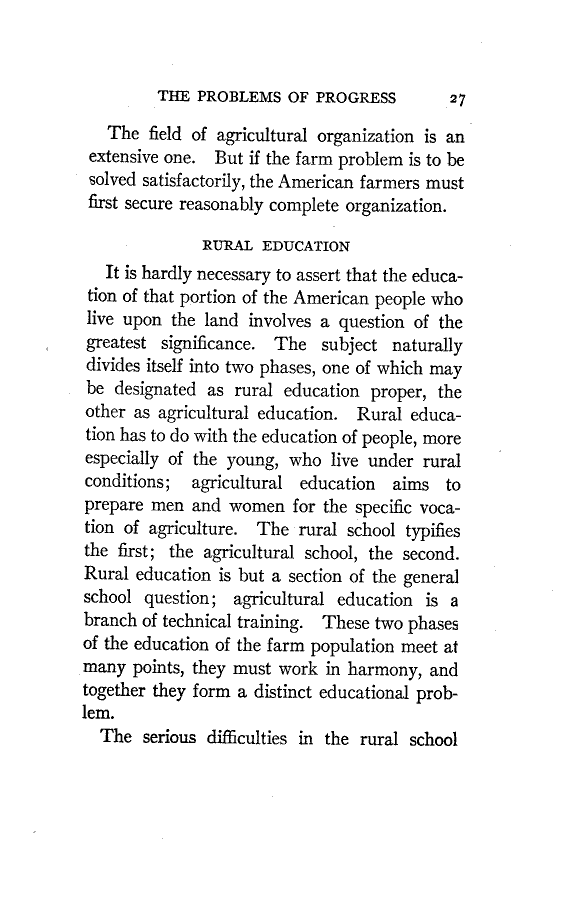 THE PROBLEMS OF PROGRESS 27
The field of agricultural organization is an
extensive one. But if the farm problem is to be
solved satisfactorily, the American farmers must
first secure reasonably complete organization.
RURAL EDUCATION
It is hardly necessary to assert that the educa-
tion of that portion of the American people who
live upon the land involves a question of the
greatest significance. The subject naturally
divides itself into two phases, one of which may
be designated as rural education proper, the
other as agricultural education. Rural educa-
tion has to do with the education of people, more
especially of the young, who live under rural
conditions; agricultural education aims to
prepare men and women for the specific voca-
tion of agriculture. The rural school typifies
the first; the agricultural school, the second.
Rural education is but a section of the general
school question; agricultural education is a
branch of technical training. These two phases
of the education of the farm population meet at
many points, they must work in harmony, and
together they form a distinct educational prob-
lem.
The serious difficulties in the rural school